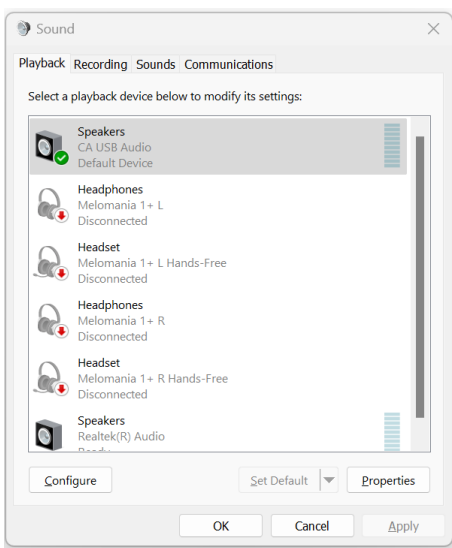 Sound
Playback Recording Sounds Communications
Select a playback device below to modify its settings:
Speakers
CA USB Audio
Default Device
Headphones
Melomania 1+ L
Disconnected
Headset
Melomania 1+ L Hands-Free
Disconnected
Headphones
Melomania 1+ R
Disconnected
Headset
Melomania 1+ R Hands-Free
Disconnected
Speakers
Realtek(R) Audio
Configure Set Default Properties
OK Cancel Apply